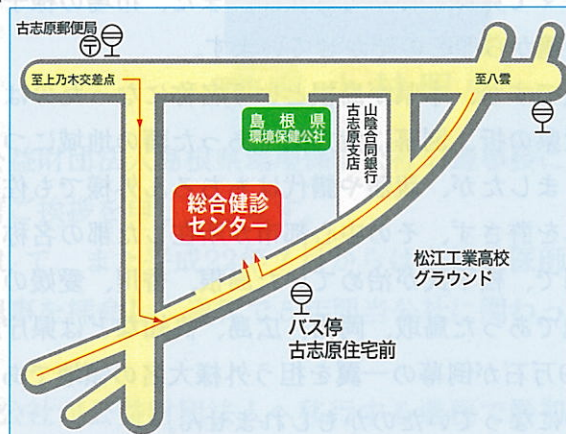 古志原郵便局
〒
至上乃木交差点
至八雲
島根県
環境保健公社
山陰合同銀行
古志原支店
総合健診
センター
松江工業高校
グラウンド
バス停
古志原住宅前